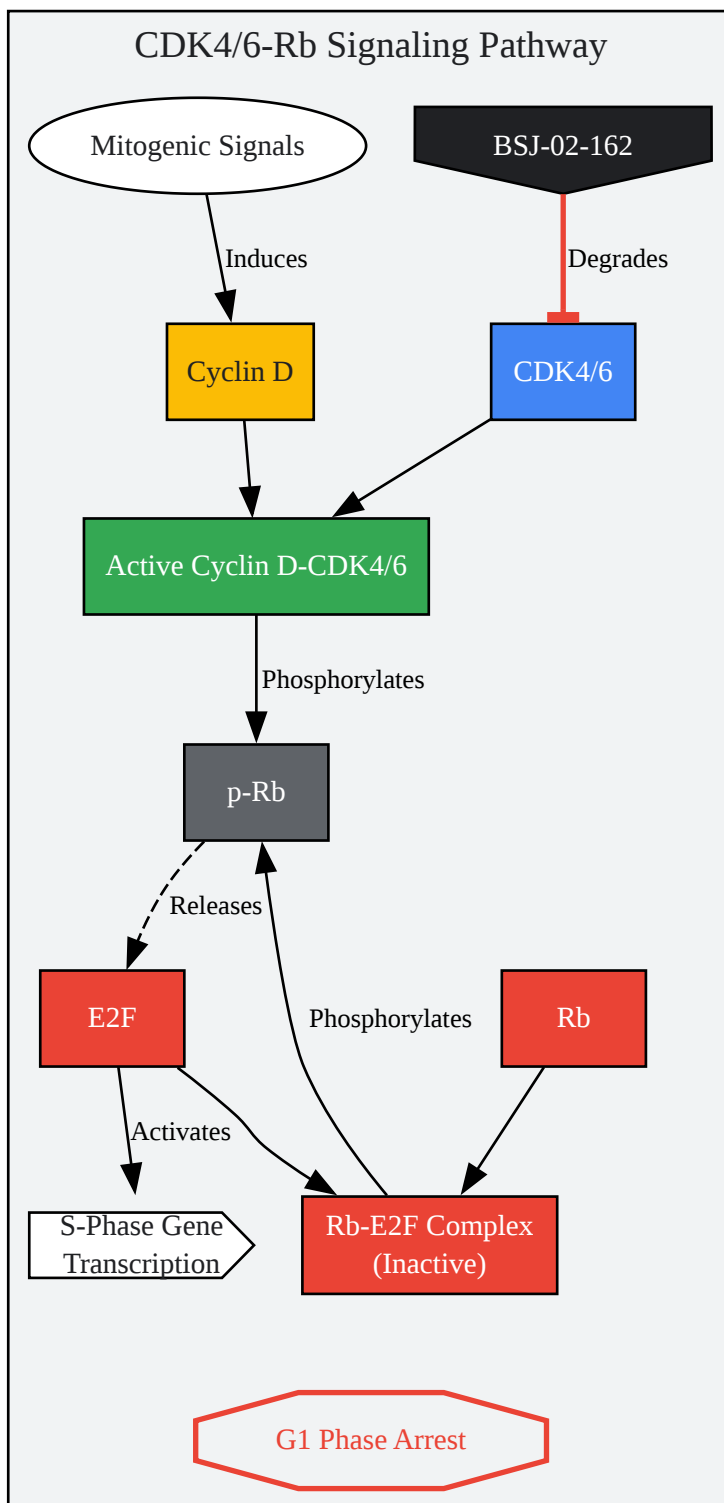 CDK4/6-Rb Signaling Pathway
Mitogenic Signals
BSJ-02-162
Induces
Degrades
Cyclin D
CDK4/6
Active Cyclin D-CDK4/6
Phosphorylates
p-Rb
Releases
E2F
Phosphorylates
Rb
Activates
S-Phase Gene
Transcription
Rb-E2F Complex
(Inactive)
G1 Phase Arrest